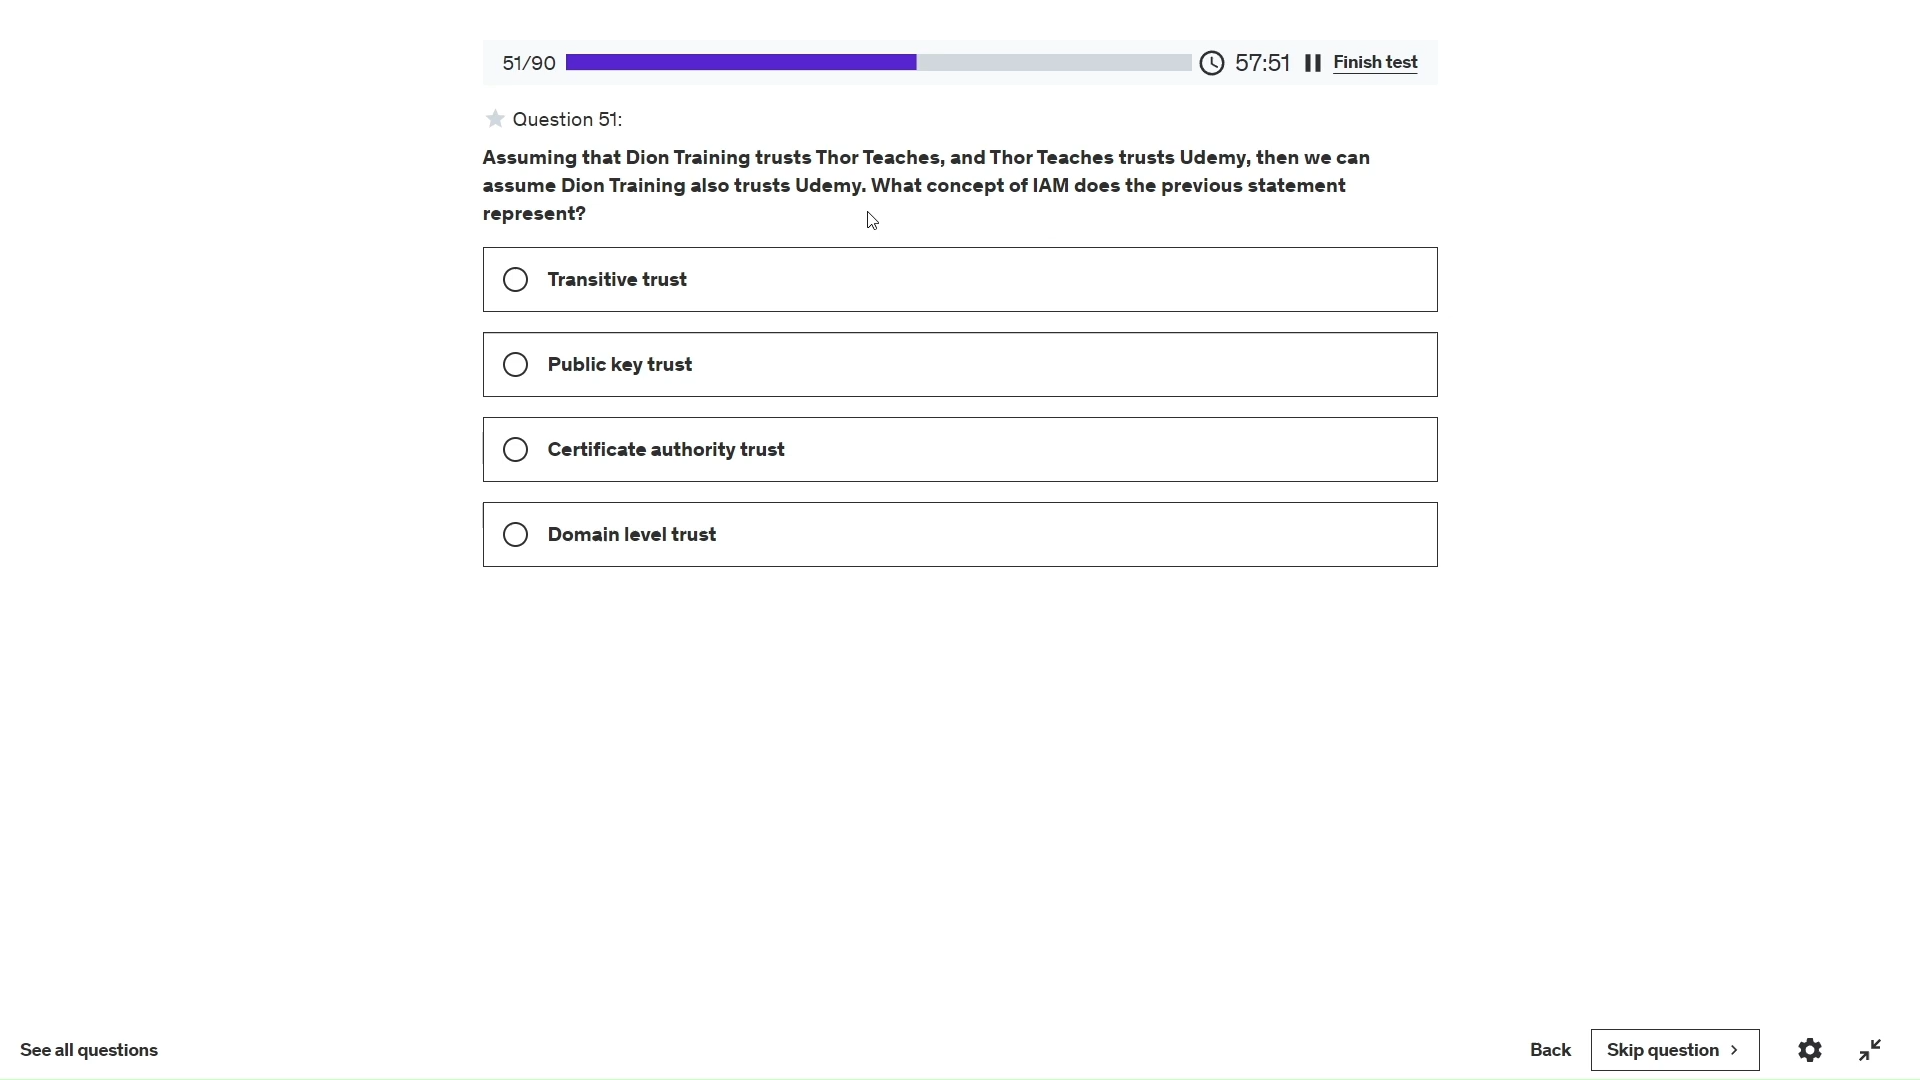 51/90
57:51
Finish test
Question 51:
Assuming that Dion Training trusts Thor Teaches, and Thor Teaches trusts Udemy, then we can
assume Dion Training also trusts Udemy. What concept of IAM does the previous statement
represent?
Transitive trust
Public key trust
Certificate authority trust
Domain level trust
See all questions
Back
Skip question